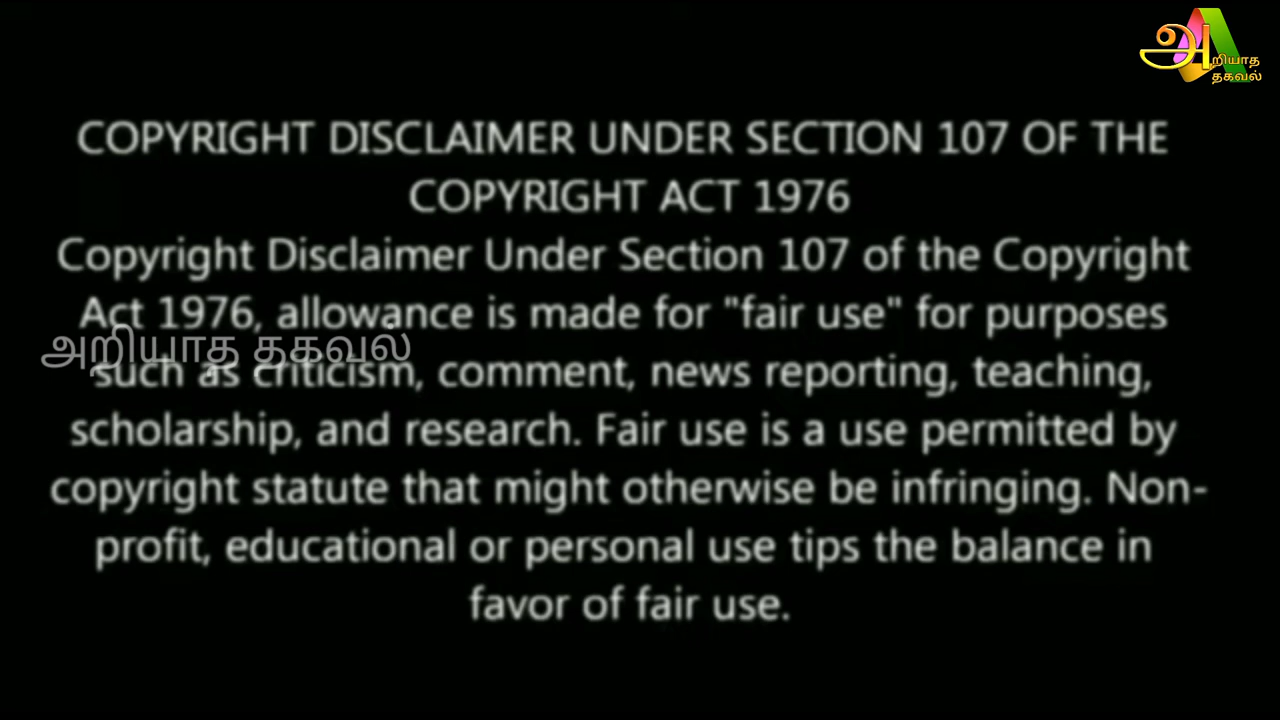 அறியாத
தகவல்
COPYRIGHT DISCLAIMER UNDER SECTION 107 OF THE
COPYRIGHT ACT 1976
Copyright Disclaimer Under Section 107 of the Copyright
Act 1976, allowance is made for "fair use" for purposes
அறியாத தகவல்
such as criticism, comment, news reporting, teaching,
scholarship, and research. Fair use is a use permitted by
copyright statute that might otherwise be infringing. Non-
profit, educational or personal use tips the balance in
favor of fair use.